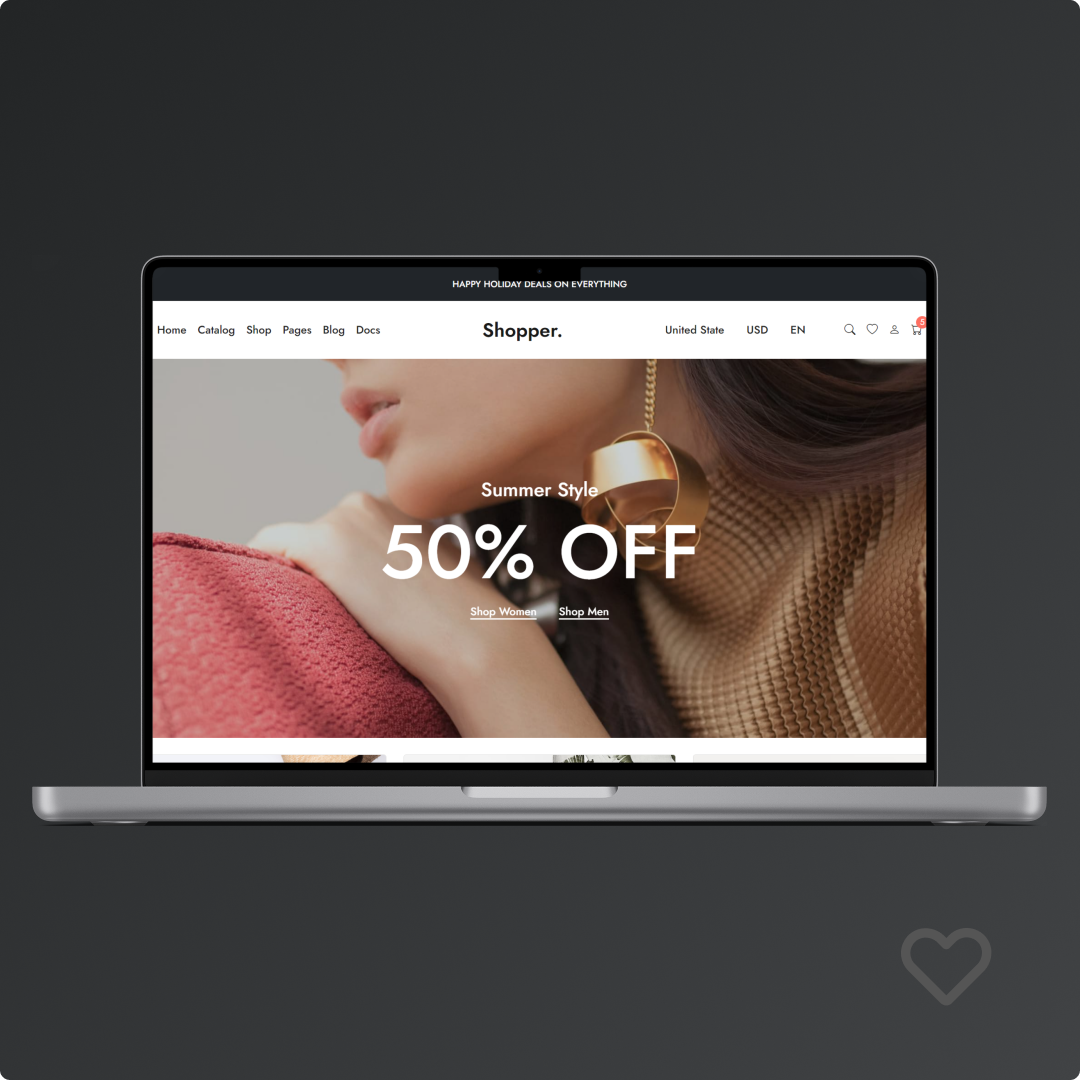 HAPPY HOLIDAY DEALS ON EVERYTHING
Home Catalog Shop Pages Blog Docs Shopper. United State USD EN 5
Summer Style
50% OFF
Shop Women Shop Men